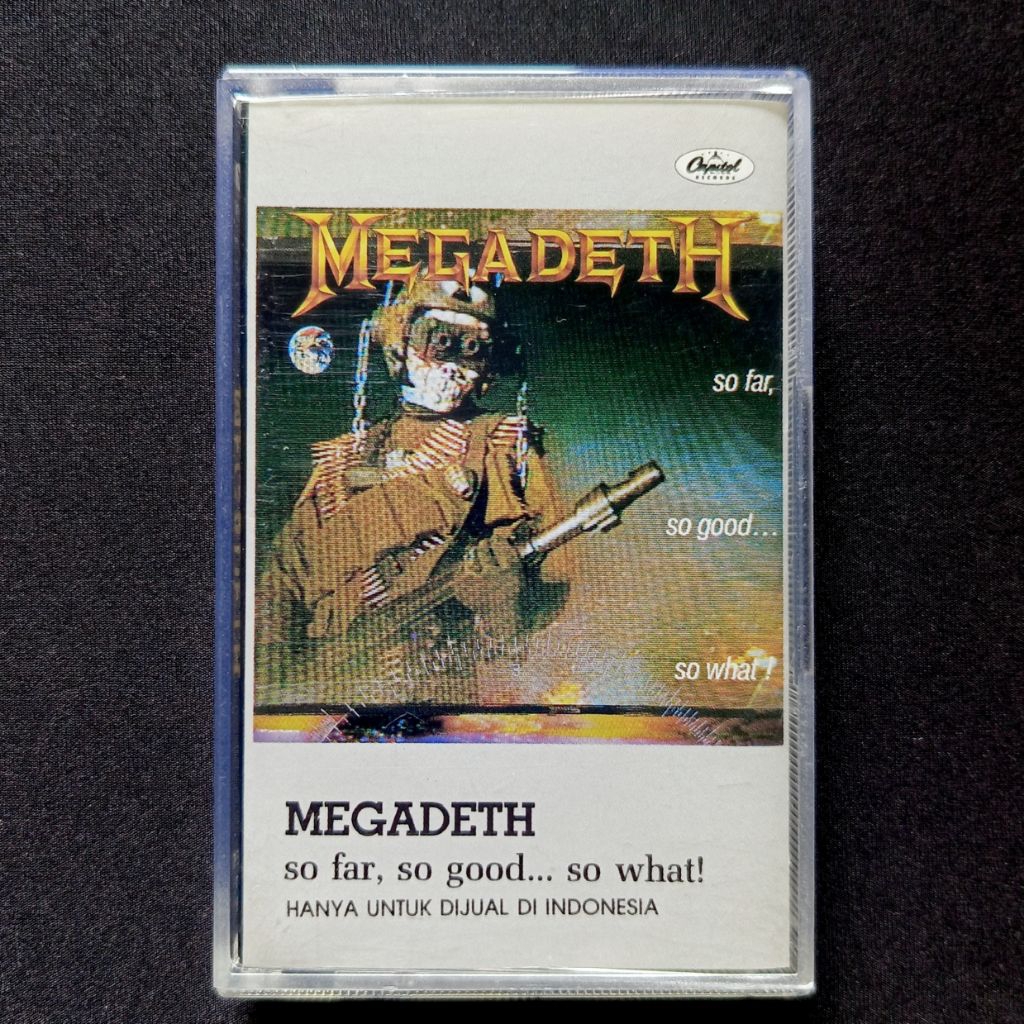 Capitol
RECORDS
MEGADETH
so far,
so good...
so what!
MEGADETH
so far, so good... so what!
HANYA UNTUK DIJUAL DI INDONESIA